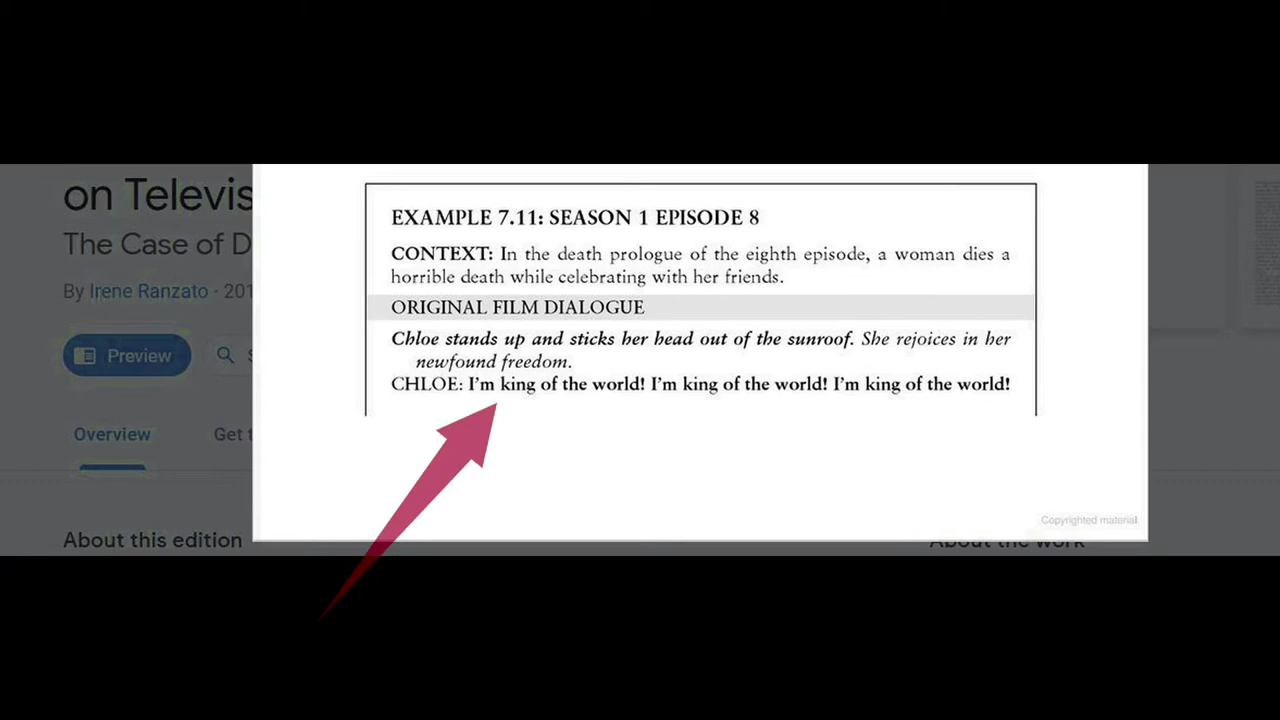 on Televis
The Case of D
By Irene Ranzato · 201
Preview
Overview
Get t
About this edition
EXAMPLE 7.11: SEASON 1 EPISODE 8
CONTEXT: In the death prologue of the eighth episode, a woman dies a
horrible death while celebrating with her friends.
ORIGINAL FILM DIALOGUE
Chloe stands up and sticks her head out of the sunroof. She rejoices in her
newfound freedom.
CHLOE: I'm king of the world! I'm king of the world! I'm king of the world!
Copyrighted material
About the work